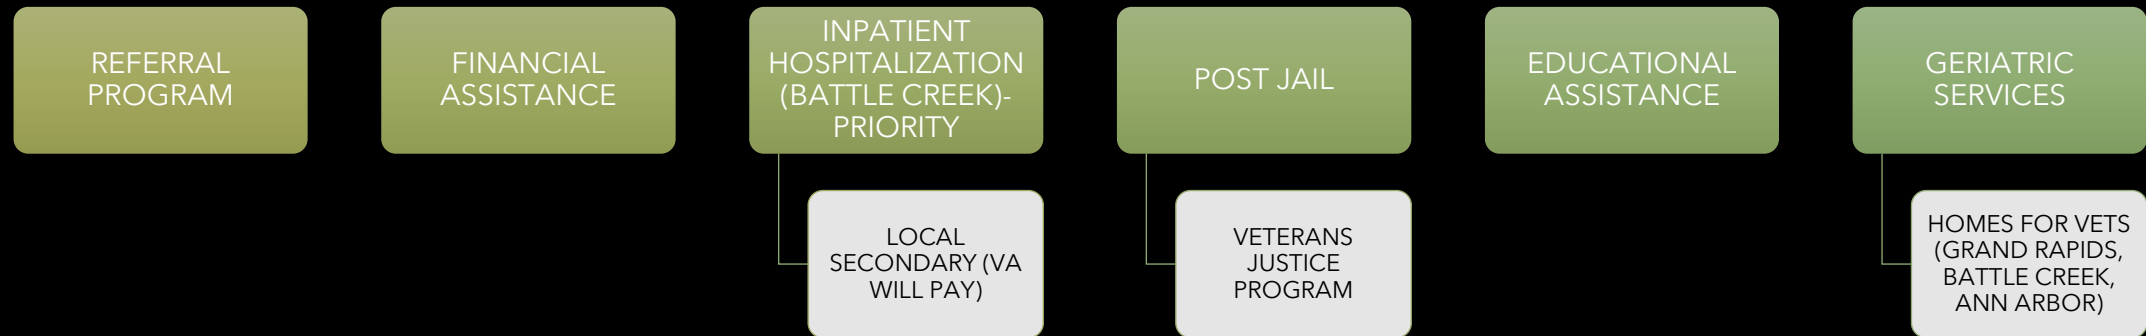 REFERRAL
PROGRAM
FINANCIAL
ASSISTANCE
INPATIENT
HOSPITALIZATION
(BATTLE CREEK)-
PRIORITY
LOCAL
SECONDARY (VA
WILL PAY)
POST JAIL
VETERANS
JUSTICE
PROGRAM
EDUCATIONAL
ASSISTANCE
GERIATRIC
SERVICES
HOMES FOR VETS
(GRAND RAPIDS,
BATTLE CREEK,
ANN ARBOR)